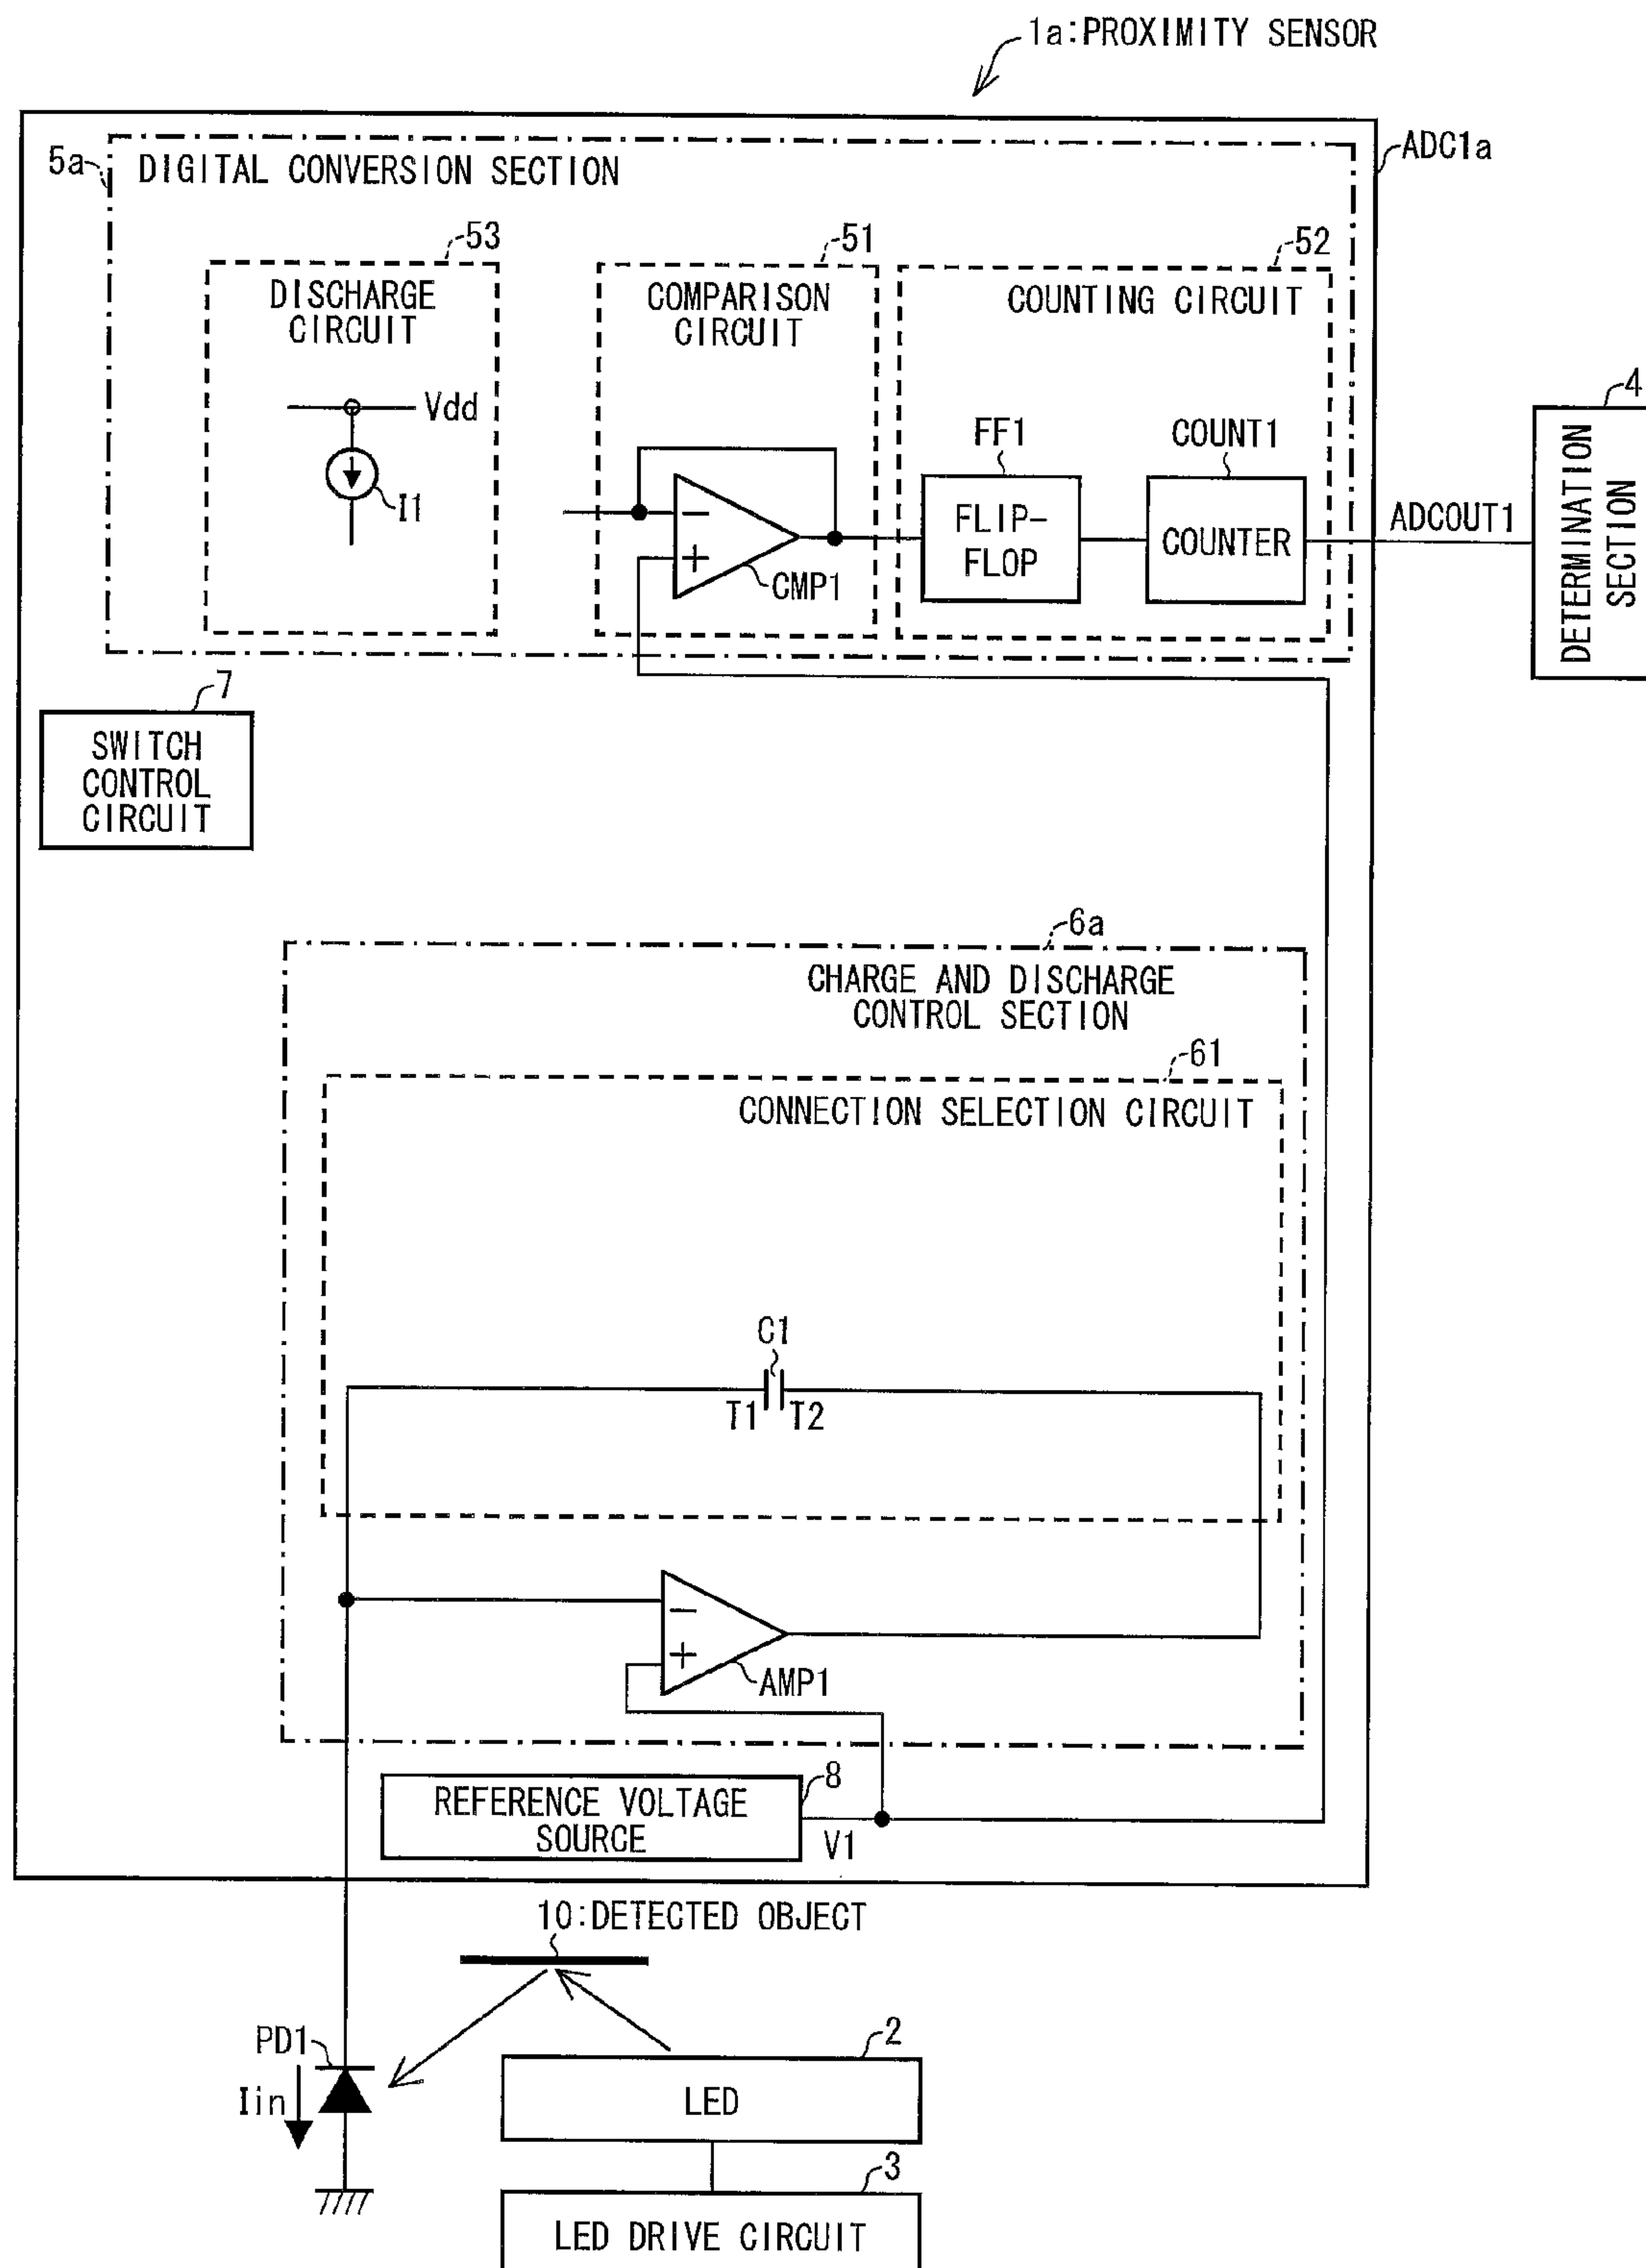 1a:PROXIMITY SENSOR
ADC1a
5a
DIGITAL CONVERSION SECTION
53
51
52
DISCHARGE
CIRCUIT
COMPARISON
CIRCUIT
COUNTING CIRCUIT
4
Vdd
FF1
COUNT1
I1
−
+
CMP1
FLIP-
FLOP
COUNTER
ADCOUT1
DETERMINATION
SECTION
7
SWITCH
CONTROL
CIRCUIT
6a
CHARGE AND DISCHARGE
CONTROL SECTION
61
CONNECTION SELECTION CIRCUIT
C1
T1 T2
−
+
AMP1
8
REFERENCE VOLTAGE
SOURCE
V1
10:DETECTED OBJECT
PD1
2
Iin
LED
3
LED DRIVE CIRCUIT